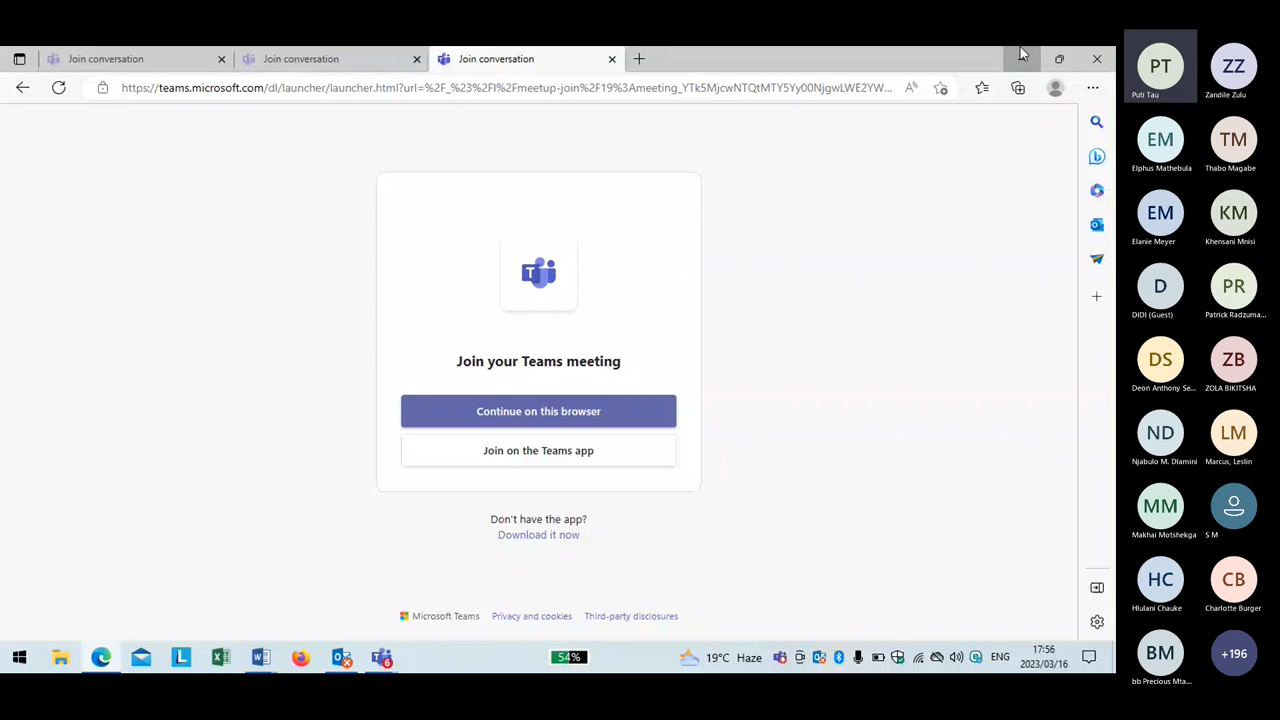 Join conversation
Join conversation
Join conversation
https://teams.microsoft.com/dl/launcher/launcher.html?url=%2F_%23%2Fl%2Fmeetup-join%2F19%3Ameeting_YTk5MjcwNTQtMTY5Yy00NjgwLWE2YW...
T
Join your Teams meeting
Continue on this browser
Join on the Teams app
Don't have the app?
Download it now
Microsoft Teams Privacy and cookies Third-party disclosures
54%
19°C Haze
ENG
17:56
2023/03/16
PT
Puti Tau
ZZ
Zandile Zulu
EM
Elphus Mathebula
TM
Thabo Magabe
EM
Elanie Meyer
KM
Khensani Mnisi
D
DIDI (Guest)
PR
Patrick Radzuma...
DS
Deon Anthony Se...
ZB
ZOLA BIKITSHA
ND
Njabulo M. Dlamini
LM
Marcus, Leslin
MM
Makhai Motshekga
S M
HC
Hlulani Chauke
CB
Charlotte Burger
BM
bb Precious Mta...
+196